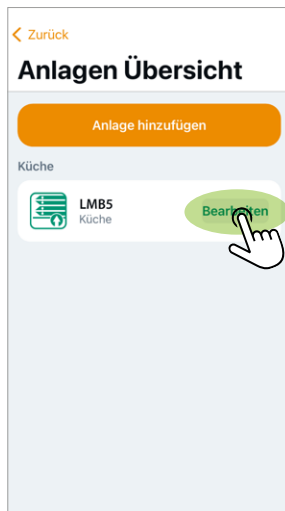 Zurück
Anlagen Übersicht
Anlage hinzufügen
Küche
LMB5
Küche
Bearbeiten